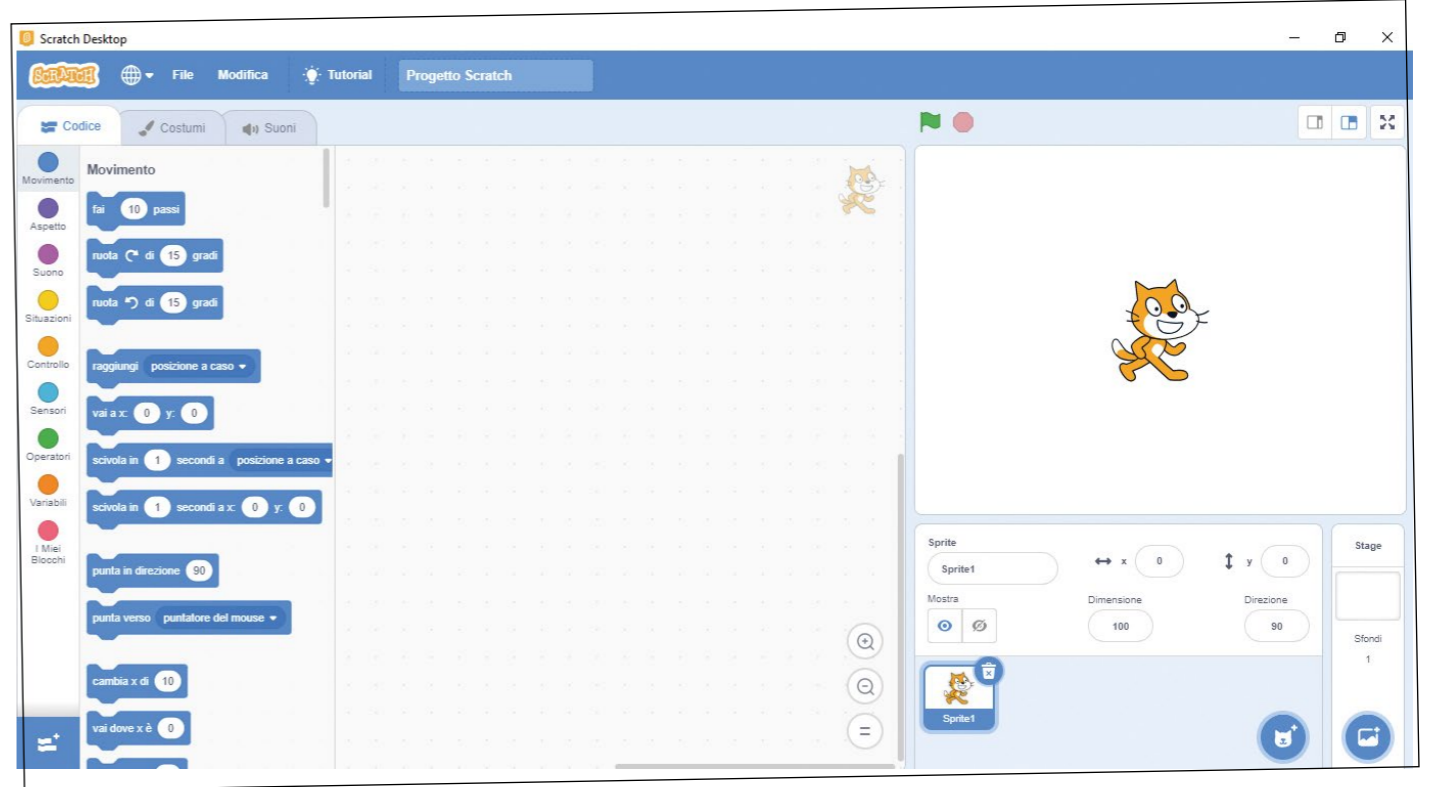 Scratch Desktop
SCRATCH File Modifica Tutorial Progetto Scratch
Codice Costumi Suoni
Movimento
Aspetto
Suono
Situazioni
Controllo
Sensori
Operatori
Variabili
I Miei
Blocchi
Movimento
fai 10 passi
ruota di 15 gradi
ruota di 15 gradi
raggiungi posizione a caso
vai a x: 0 y: 0
scivola in 1 secondi a posizione a caso
scivola in 1 secondi a x: 0 y: 0
punta in direzione 90
punta verso puntatore del mouse
cambia x di 10
vai dove x è 0
Sprite
Sprite1 x 0 y 0
Mostra Dimensione Direzione
100 90
Sprite1
Stage
Sfondi
1